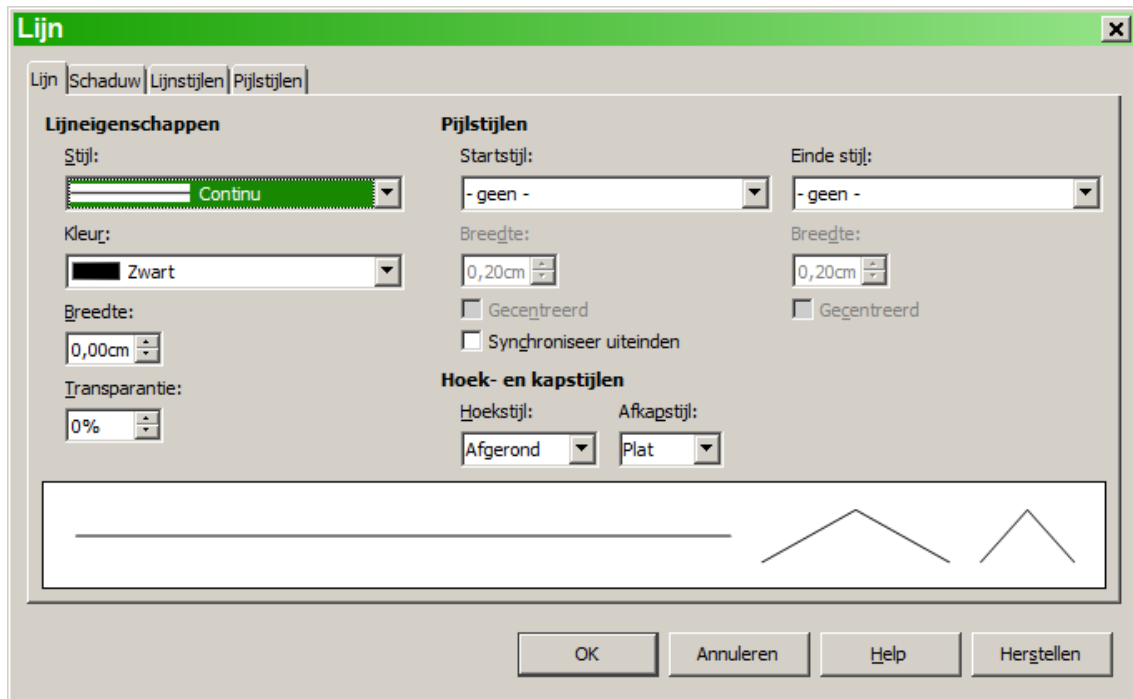 Lijn
Lijn Schaduw Lijnstijlen Pijlstijlen
Lijneigenschappen
Stijl:
Continu
Kleur:
Zwart
Breedte:
0,00cm
Transparantie:
0%
Pijlstijlen
Startstijl:
- geen -
Breedte:
0,20cm
Gecentreerd
Synchroniseer uiteinden
Einde stijl:
- geen -
Breedte:
0,20cm
Gecentreerd
Hoek- en kapstijlen
Hoekstijl:
Afgerond
Afkapstijl:
Plat
OK Annuleren Help Herstellen